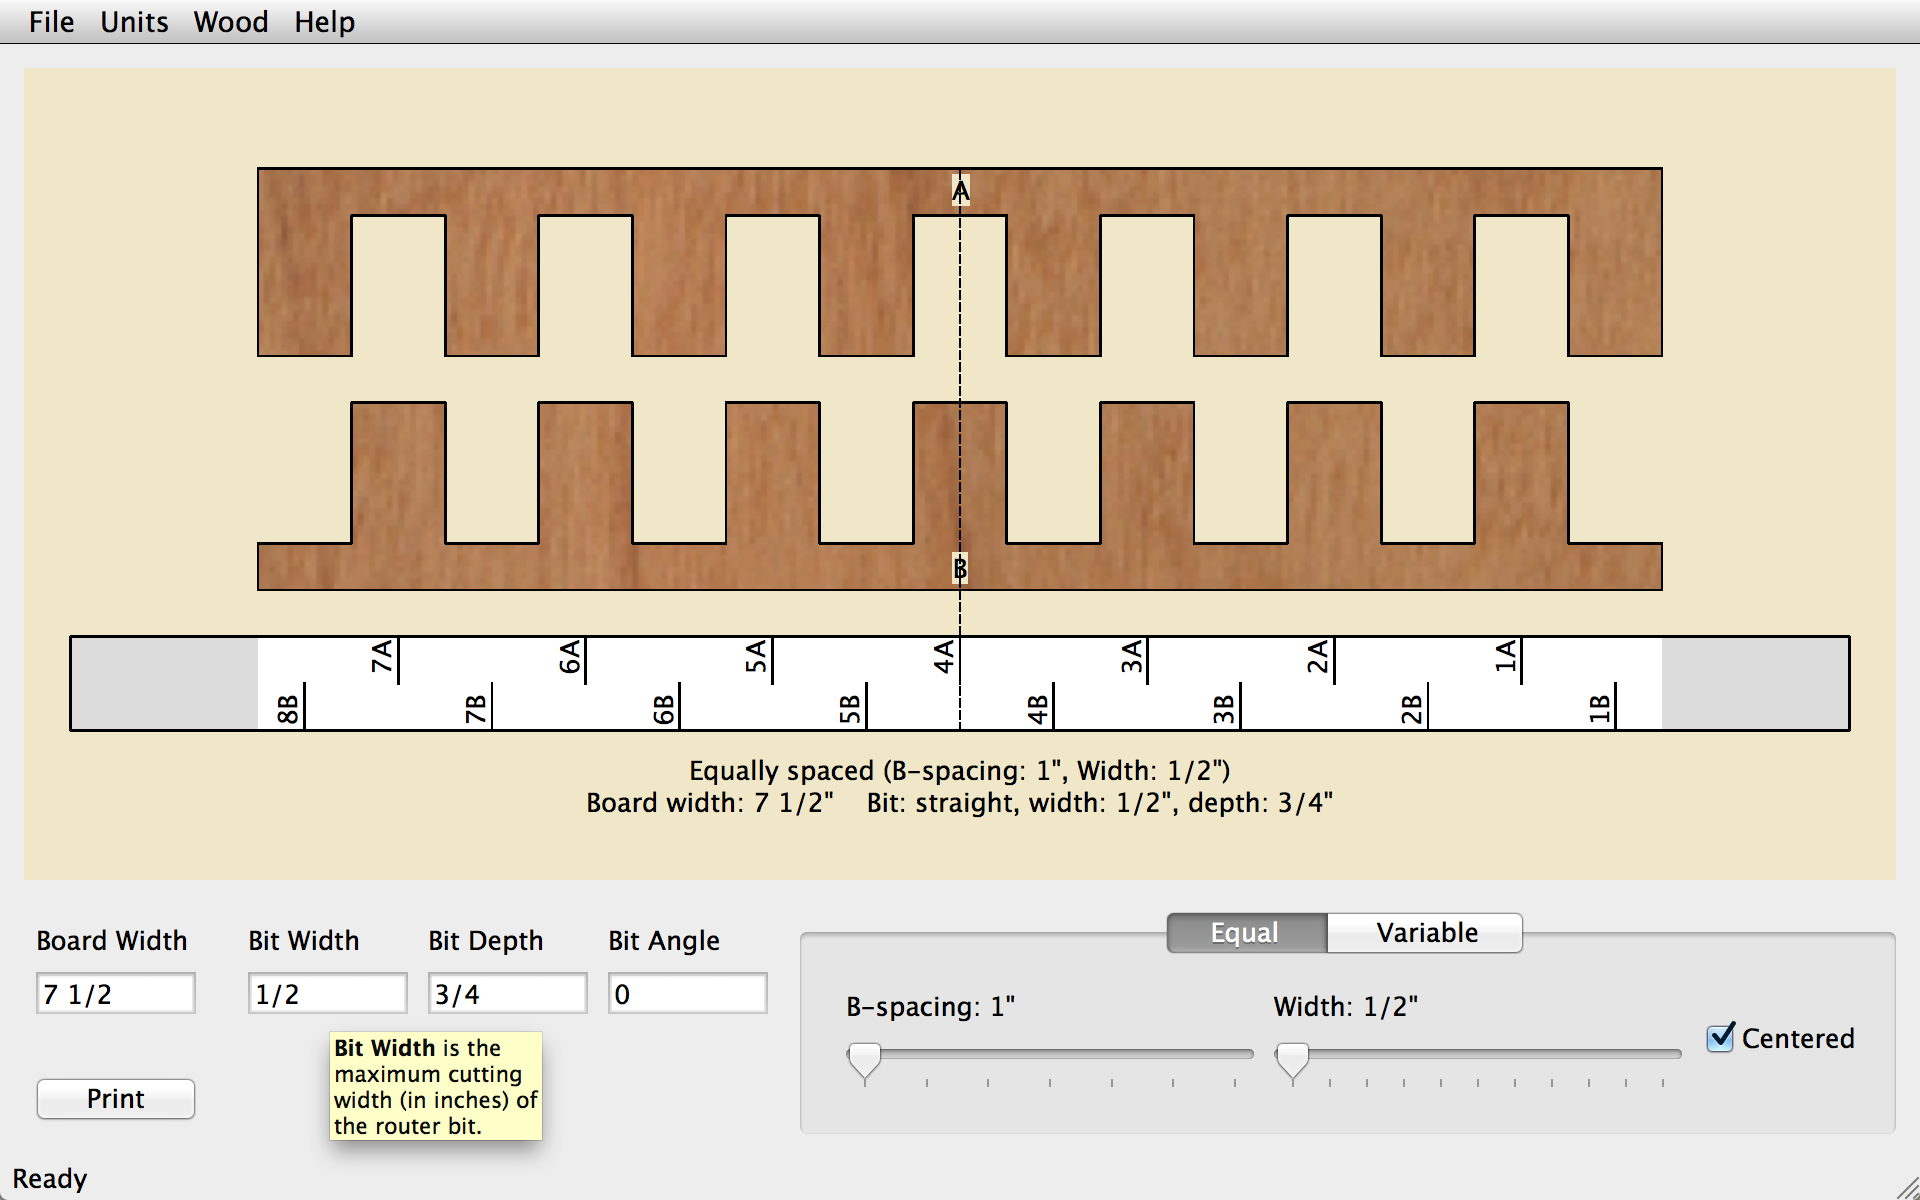 File Units Wood Help
A
B
7A 6A 5A 4A 3A 2A 1A
8B 7B 6B 5B 4B 3B 2B 1B
Equally spaced (B-spacing: 1", Width: 1/2")
Board width: 7 1/2" Bit: straight, width: 1/2", depth: 3/4"
Board Width Bit Width Bit Depth Bit Angle
7 1/2 1/2 3/4 0
Equal Variable
B-spacing: 1" Width: 1/2"
Centered
Bit Width is the
maximum cutting
width (in inches) of
the router bit.
Print
Ready